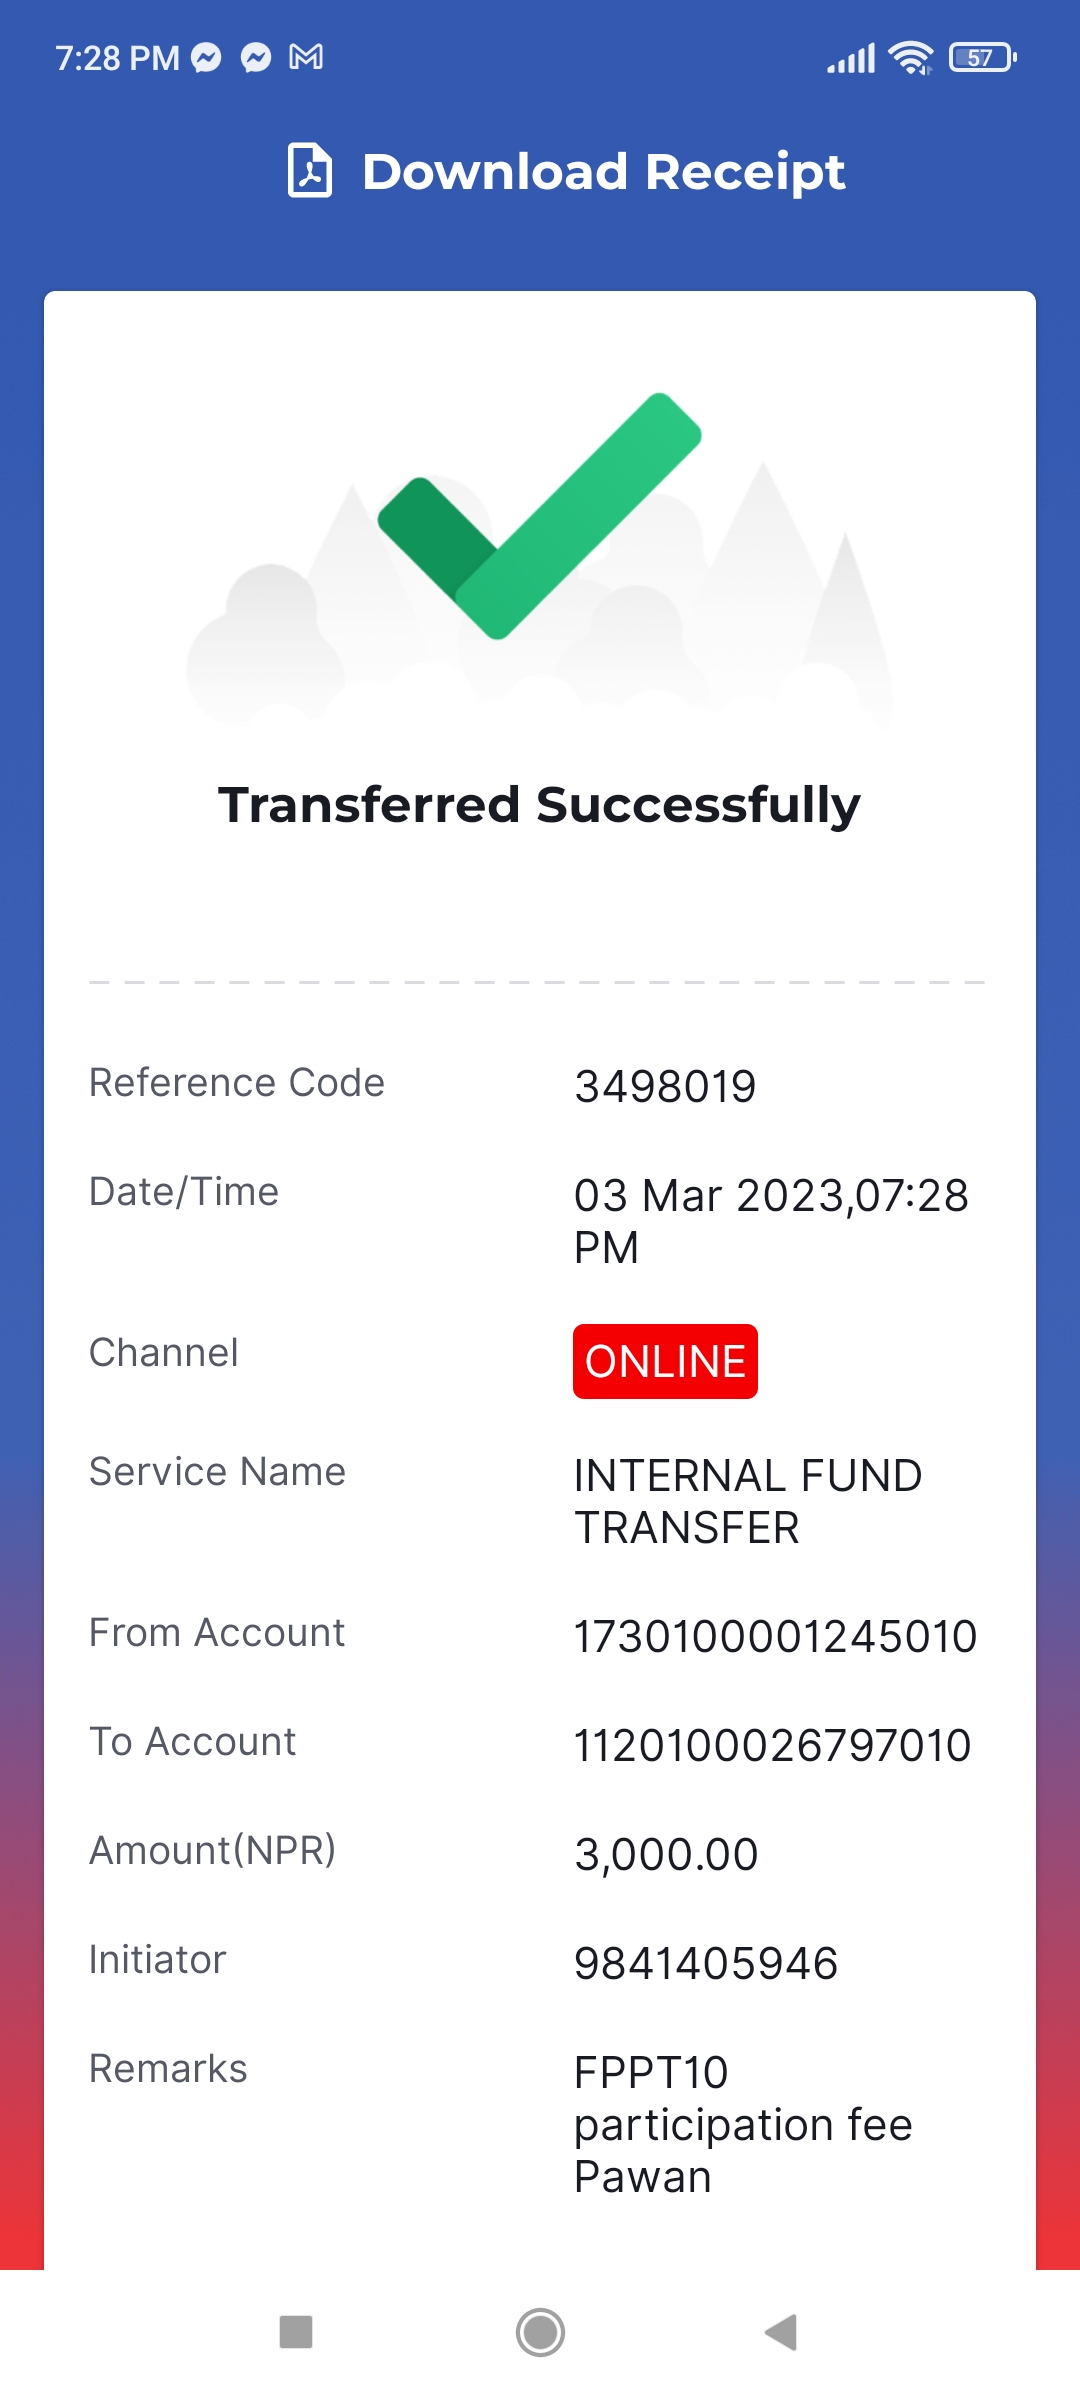 7:28 PM
57
Download Receipt
Transferred Successfully
Reference Code 3498019
Date/Time 03 Mar 2023,07:28
PM
Channel ONLINE
Service Name INTERNAL FUND
TRANSFER
From Account 1730100001245010
To Account 1120100026797010
Amount(NPR) 3,000.00
Initiator 9841405946
Remarks FPPT10
participation fee
Pawan